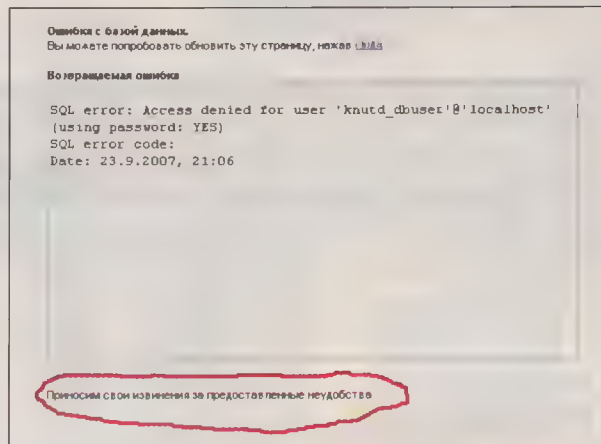 Ошибка с базой данных.
Вы можете попробовать обновить эту страницу, нажав сюда
Возвращаемая ошибка
SQL error: Access denied for user 'knutd_dbuser'@'localhost'
(using password: YES)
SQL error code:
Date: 23.9.2007, 21:06
Приносим свои извинения за предоставленные неудобства